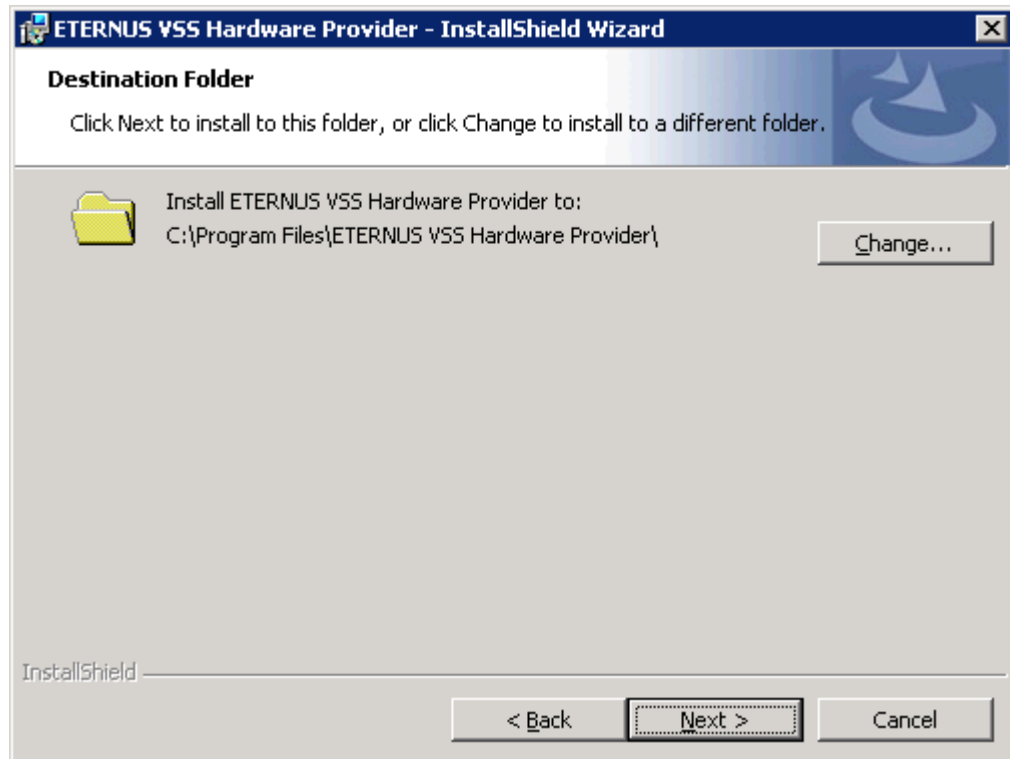 ETERNUS VSS Hardware Provider - InstallShield Wizard
Destination Folder
Click Next to install to this folder, or click Change to install to a different folder.
Install ETERNUS VSS Hardware Provider to:
C:\Program Files\ETERNUS VSS Hardware Provider\
Change...
InstallShield
< Back
Next >
Cancel